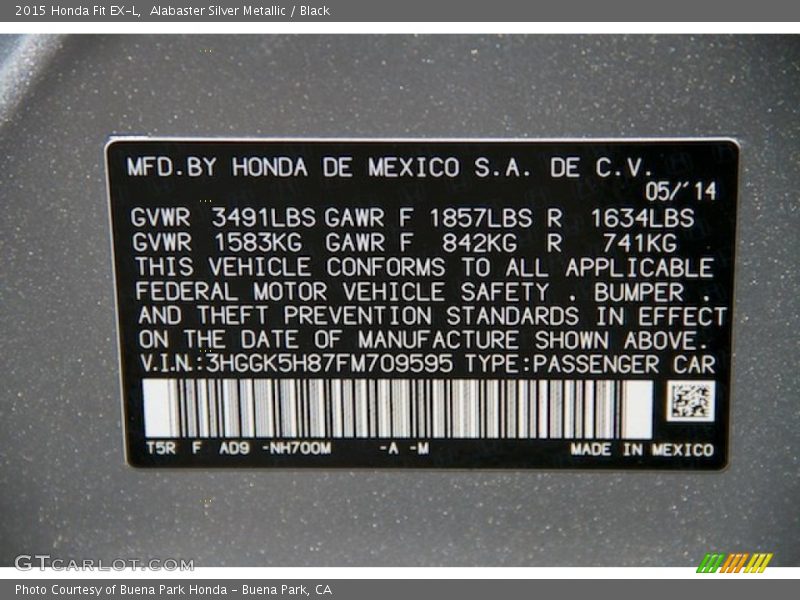 2015 Honda Fit EX-L, Alabaster Silver Metallic / Black
MFD.BY HONDA DE MEXICO S.A. DE C.V.
05/'14
GVWR 3491LBS GAWR F 1857LBS R 1634LBS
GVWR 1583KG GAWR F 842KG R 741KG
THIS VEHICLE CONFORMS TO ALL APPLICABLE
FEDERAL MOTOR VEHICLE SAFETY , BUMPER ,
AND THEFT PREVENTION STANDARDS IN EFFECT
ON THE DATE OF MANUFACTURE SHOWN ABOVE.
V.I.N.:3HGGK5H87FM709595 TYPE:PASSENGER CAR
T5R F AD9 -NH700M -A -M MADE IN MEXICO
GTCARLOT.COM
Photo Courtesy of Buena Park Honda - Buena Park, CA